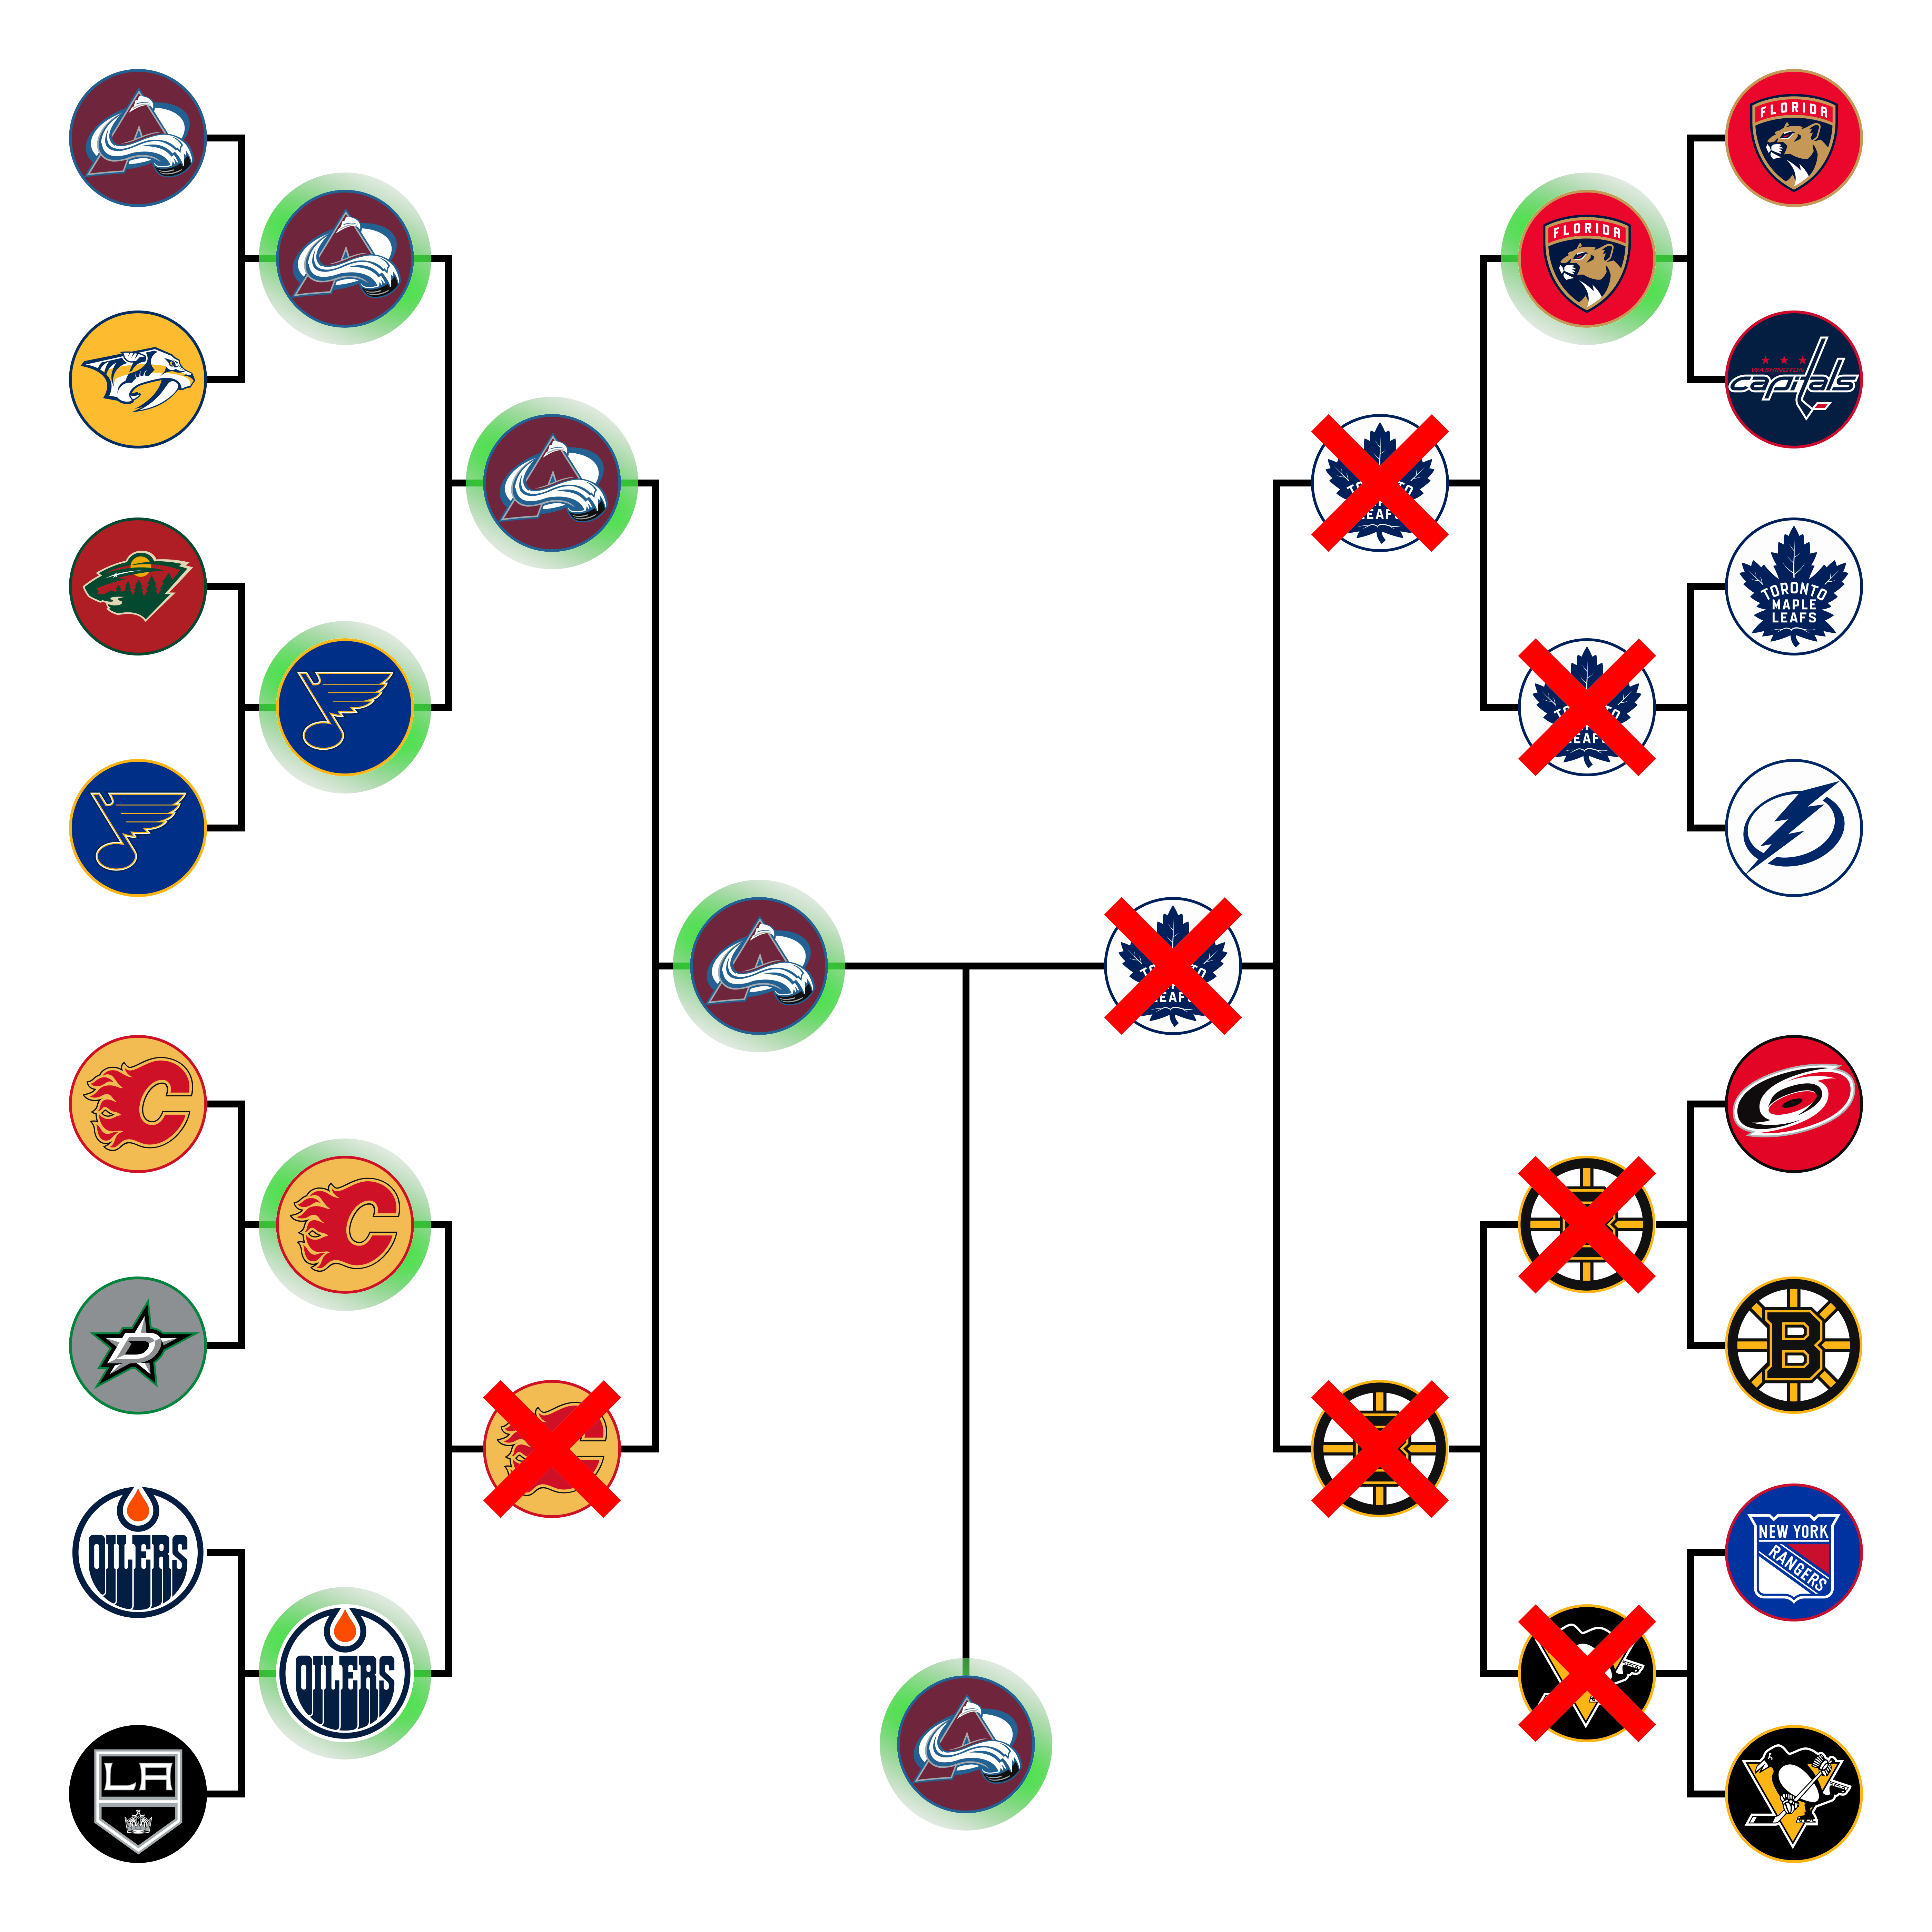 FLORIDA
FLORIDA
WASHINGTON
capitals
TORONTO
MAPLE
LEAFS
OILERS
OILERS
LA
B
NEW YORK
RANGERS